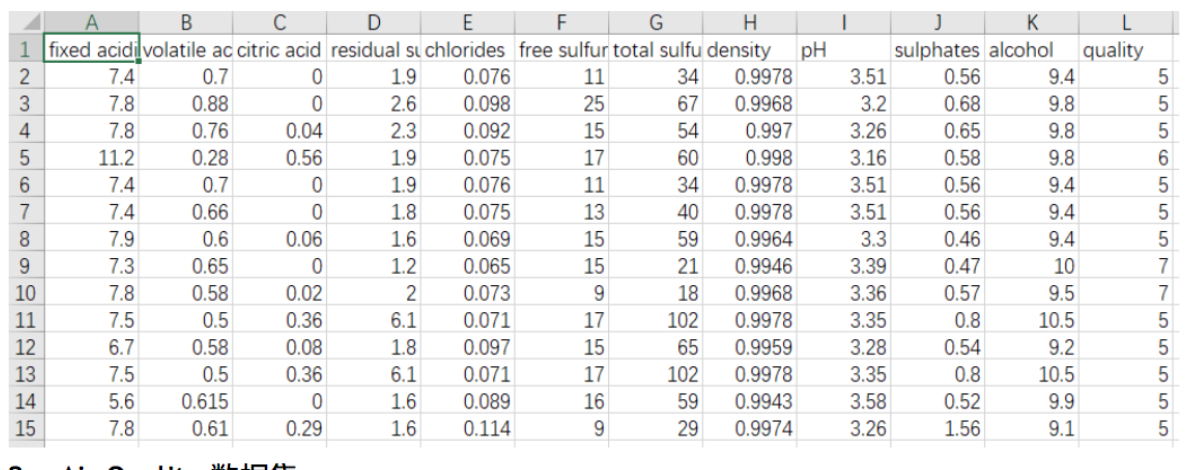 A B C D E F G H I J K L
1 fixed acidi volatile ac citric acid residual su chlorides free sulfur total sulfu density pH sulphates alcohol quality
2 7.4 0.7 0 1.9 0.076 11 34 0.9978 3.51 0.56 9.4 5
3 7.8 0.88 0 2.6 0.098 25 67 0.9968 3.2 0.68 9.8 5
4 7.8 0.76 0.04 2.3 0.092 15 54 0.997 3.26 0.65 9.8 5
5 11.2 0.28 0.56 1.9 0.075 17 60 0.998 3.16 0.58 9.8 6
6 7.4 0.7 0 1.9 0.076 11 34 0.9978 3.51 0.56 9.4 5
7 7.4 0.66 0 1.8 0.075 13 40 0.9978 3.51 0.56 9.4 5
8 7.9 0.6 0.06 1.6 0.069 15 59 0.9964 3.3 0.46 9.4 5
9 7.3 0.65 0 1.2 0.065 15 21 0.9946 3.39 0.47 10 7
10 7.8 0.58 0.02 2 0.073 9 18 0.9968 3.36 0.57 9.5 7
11 7.5 0.5 0.36 6.1 0.071 17 102 0.9978 3.35 0.8 10.5 5
12 6.7 0.58 0.08 1.8 0.097 15 65 0.9959 3.28 0.54 9.2 5
13 7.5 0.5 0.36 6.1 0.071 17 102 0.9978 3.35 0.8 10.5 5
14 5.6 0.615 0 1.6 0.089 16 59 0.9943 3.58 0.52 9.9 5
15 7.8 0.61 0.29 1.6 0.114 9 29 0.9974 3.26 1.56 9.1 5